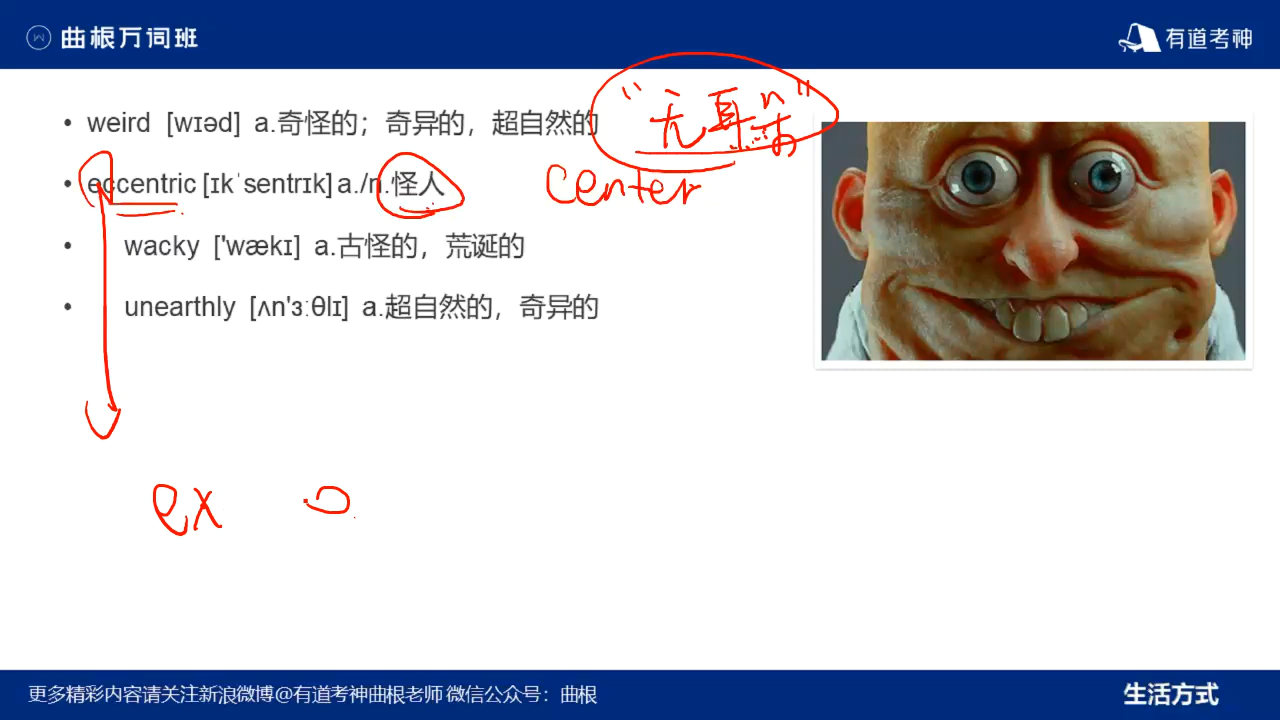 曲根万词班
有道考神
• weird [wɪəd] a.奇怪的；奇异的，超自然的
"无耳朵"
n
• eccentric [ɪkˈsentrɪk] a./n.怪人
center
• wacky ['wækɪ] a.古怪的，荒诞的
• unearthly [ʌn'ɜːθlɪ] a.超自然的，奇异的
ex
更多精彩内容请关注新浪微博@有道考神曲根老师 微信公众号：曲根
生活方式